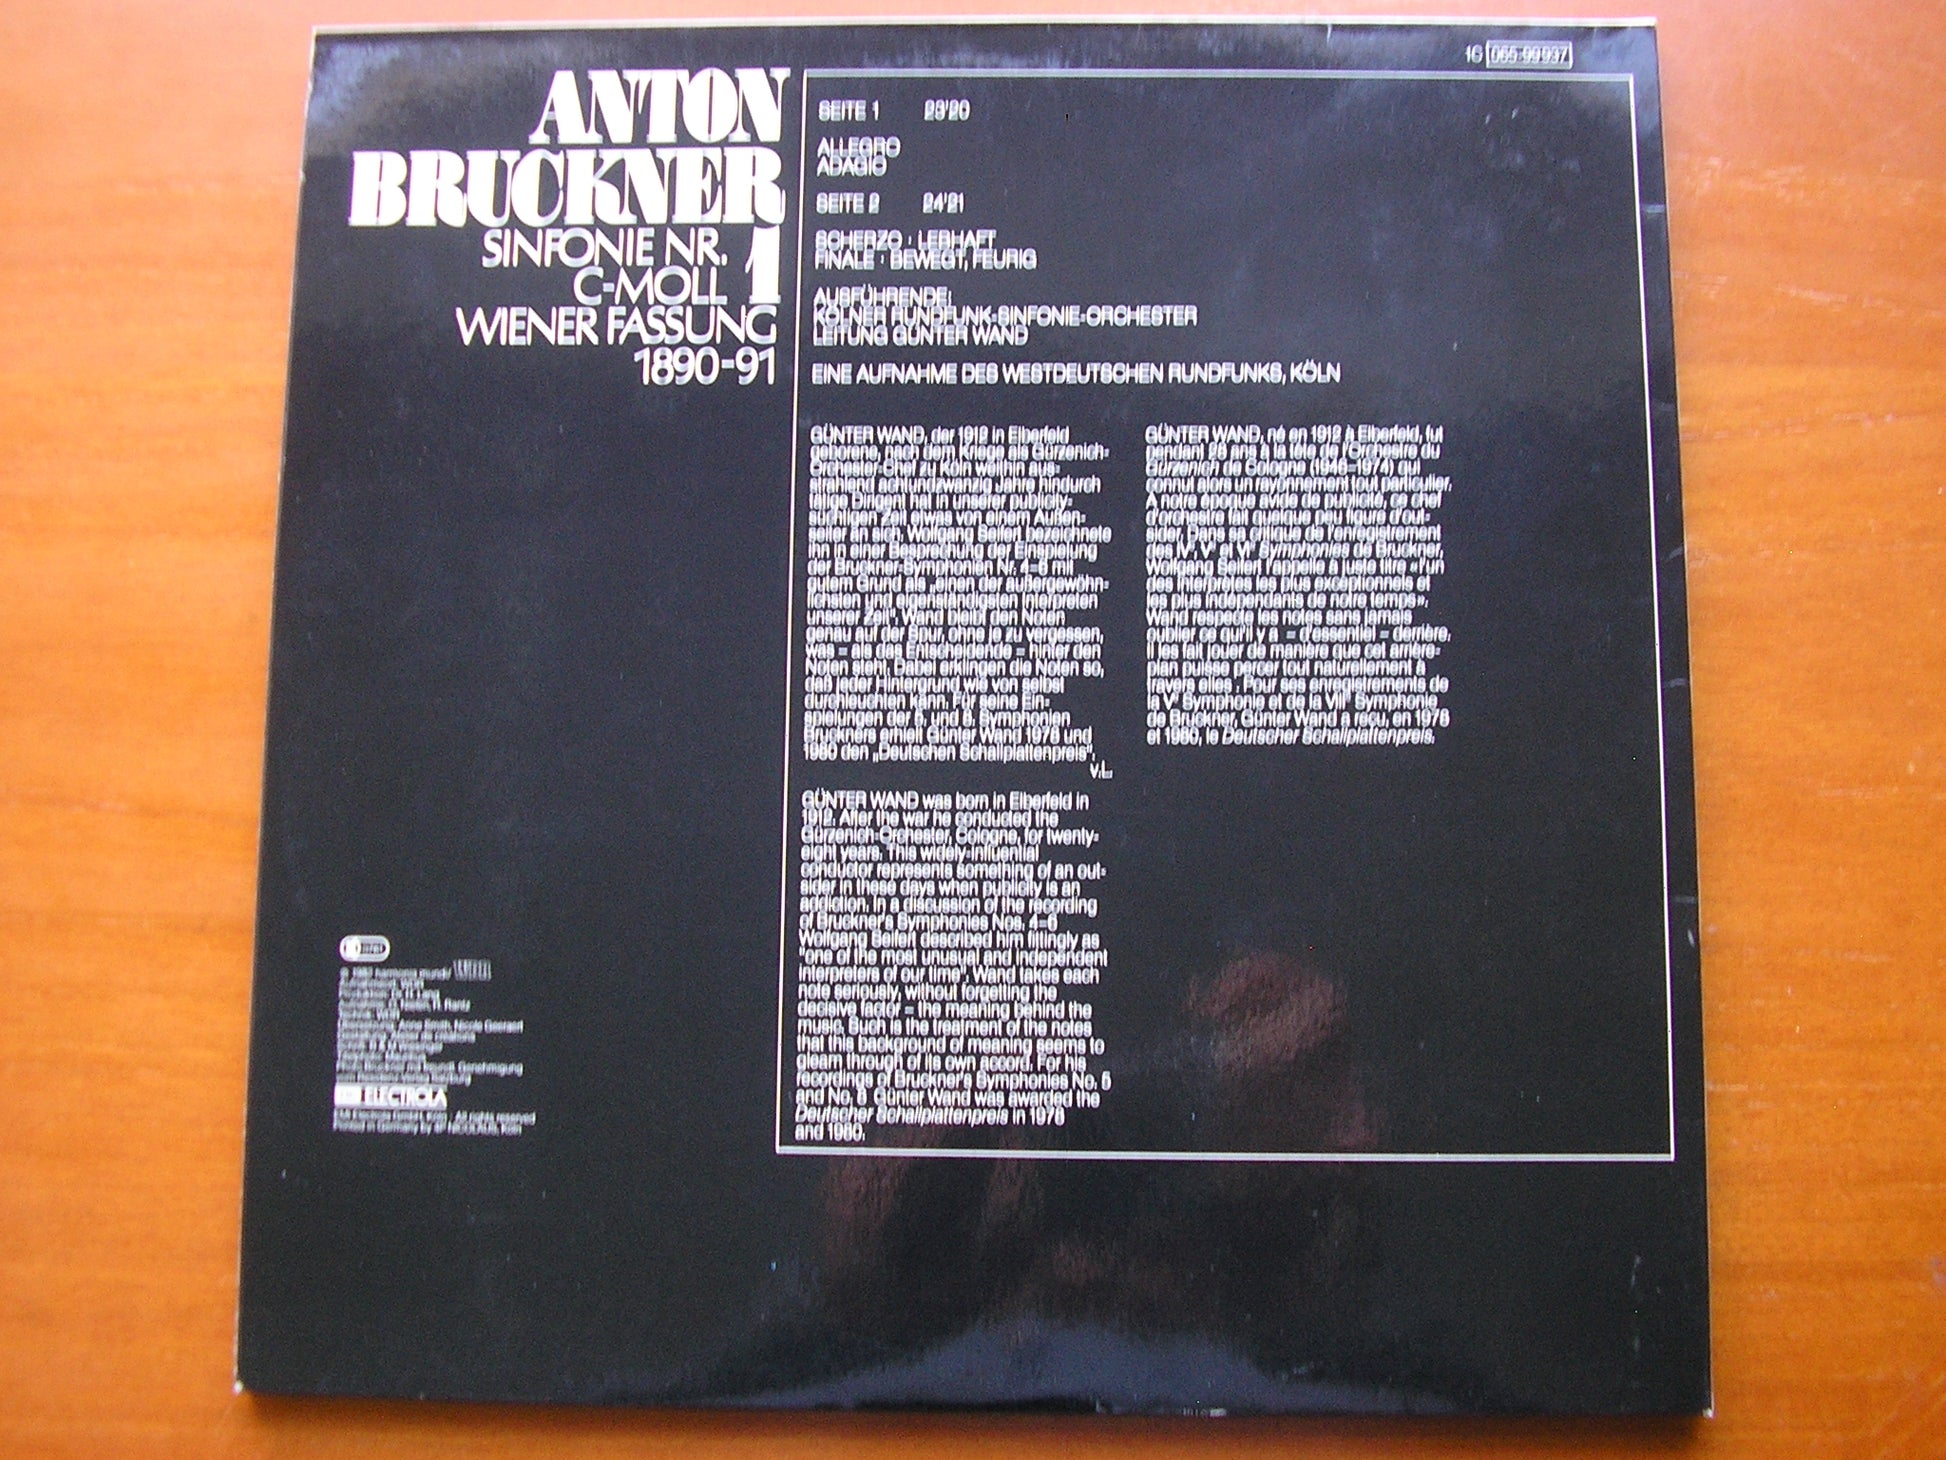 1C 065-99 937
ANTON
BRUCKNER
SINFONIE NR. 1
C-MOLL
WIENER FASSUNG
1890-91
SEITE 1 23'20
ALLEGRO
ADAGIO
SEITE 2 24'21
SCHERZO · LEBHAFT
FINALE · BEWEGT, FEURIG
AUSFÜHRENDE:
KÖLNER RUNDFUNK-SINFONIE-ORCHESTER
LEITUNG GÜNTER WAND
EINE AUFNAHME DES WESTDEUTSCHEN RUNDFUNKS, KÖLN
GÜNTER WAND, der 1912 in Elberfeld
geborene, nach dem Kriege als Gürzenich-
Orchester-Chef zu Köln weithin aus-
strahlend achtundzwanzig Jahre hindurch
tätige Dirigent hat in unserer publicity-
süchtigen Zeit etwas von einem Außen-
seiter an sich. Wolfgang Seifert bezeichnete
ihn in einer Besprechung der Einspielung
der Bruckner-Symphonien Nr. 4–6 mit
gutem Grund als „einen der außergewöhn-
lichsten und eigenständigsten Interpreten
unserer Zeit". Wand bleibt den Noten
genau auf der Spur, ohne je zu vergessen,
was – als das Entscheidende – hinter den
Noten steht. Dabei erklingen die Noten so,
daß jeder Hintergrund wie von selbst
durchleuchten kann. Für seine Ein-
spielungen der 5. und 8. Symphonien
Bruckners erhielt Günter Wand 1978 und
1980 den „Deutschen Schallplattenpreis".
v.L.
GÜNTER WAND was born in Elberfeld in
1912. After the war he conducted the
Gürzenich-Orchester, Cologne, for twenty-
eight years. This widely-influential
conductor represents something of an out-
sider in these days when publicity is an
addiction. In a discussion of the recording
of Bruckner's Symphonies Nos. 4–6
Wolfgang Seifert described him fittingly as
"one of the most unusual and independent
interpreters of our time". Wand takes each
note seriously, without forgetting the
decisive factor – the meaning behind the
music. Such is the treatment of the notes
that this background of meaning seems to
gleam through of its own accord. For his
recordings of Bruckner's Symphonies No. 5
and No. 8 Günter Wand was awarded the
Deutscher Schallplattenpreis in 1978
and 1980.
GÜNTER WAND, né en 1912 à Elberfeld, fut
pendant 28 ans à la tête de l'Orchestre du
Gürzenich de Cologne (1946–1974) qui
connut alors un rayonnement tout particulier.
A notre époque avide de publicité, ce chef
d'orchestre fait quelque peu figure d'out-
sider. Dans sa critique de l'enregistrement
des IVe, Ve et VIe Symphonies de Bruckner,
Wolfgang Seifert l'appelle à juste titre «l'un
des interprètes les plus exceptionnels et
les plus indépendants de notre temps».
Wand respecte les notes sans jamais
oublier ce qu'il y a – d'essentiel – derrière.
Il les fait jouer de manière que cet arrière-
plan puisse percer tout naturellement à
travers elles. Pour ses enregistrements de
la Ve Symphonie et de la VIIIe Symphonie
de Bruckner, Günter Wand a reçu, en 1978
et 1980, le Deutscher Schallplattenpreis.
harmonia mundi
ELECTROLA
EMI Electrola GmbH, Köln · All rights reserved
Printed in Germany by